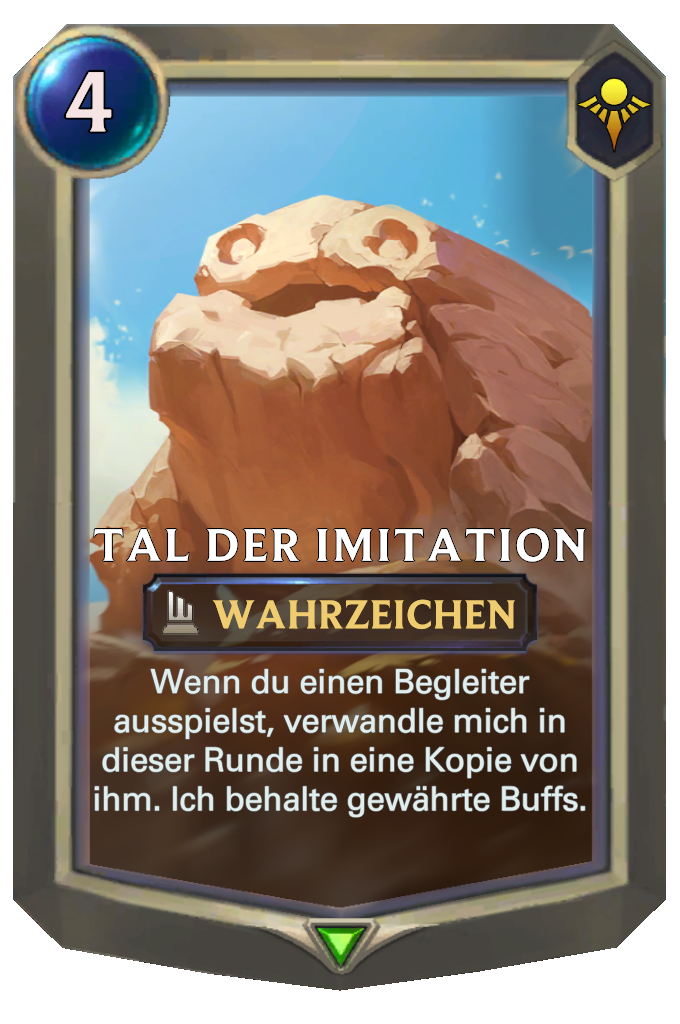 4
TAL DER IMITATION
WAHRZEICHEN
Wenn du einen Begleiter
ausspielst, verwandle mich in
dieser Runde in eine Kopie von
ihm. Ich behalte gewährte Buffs.